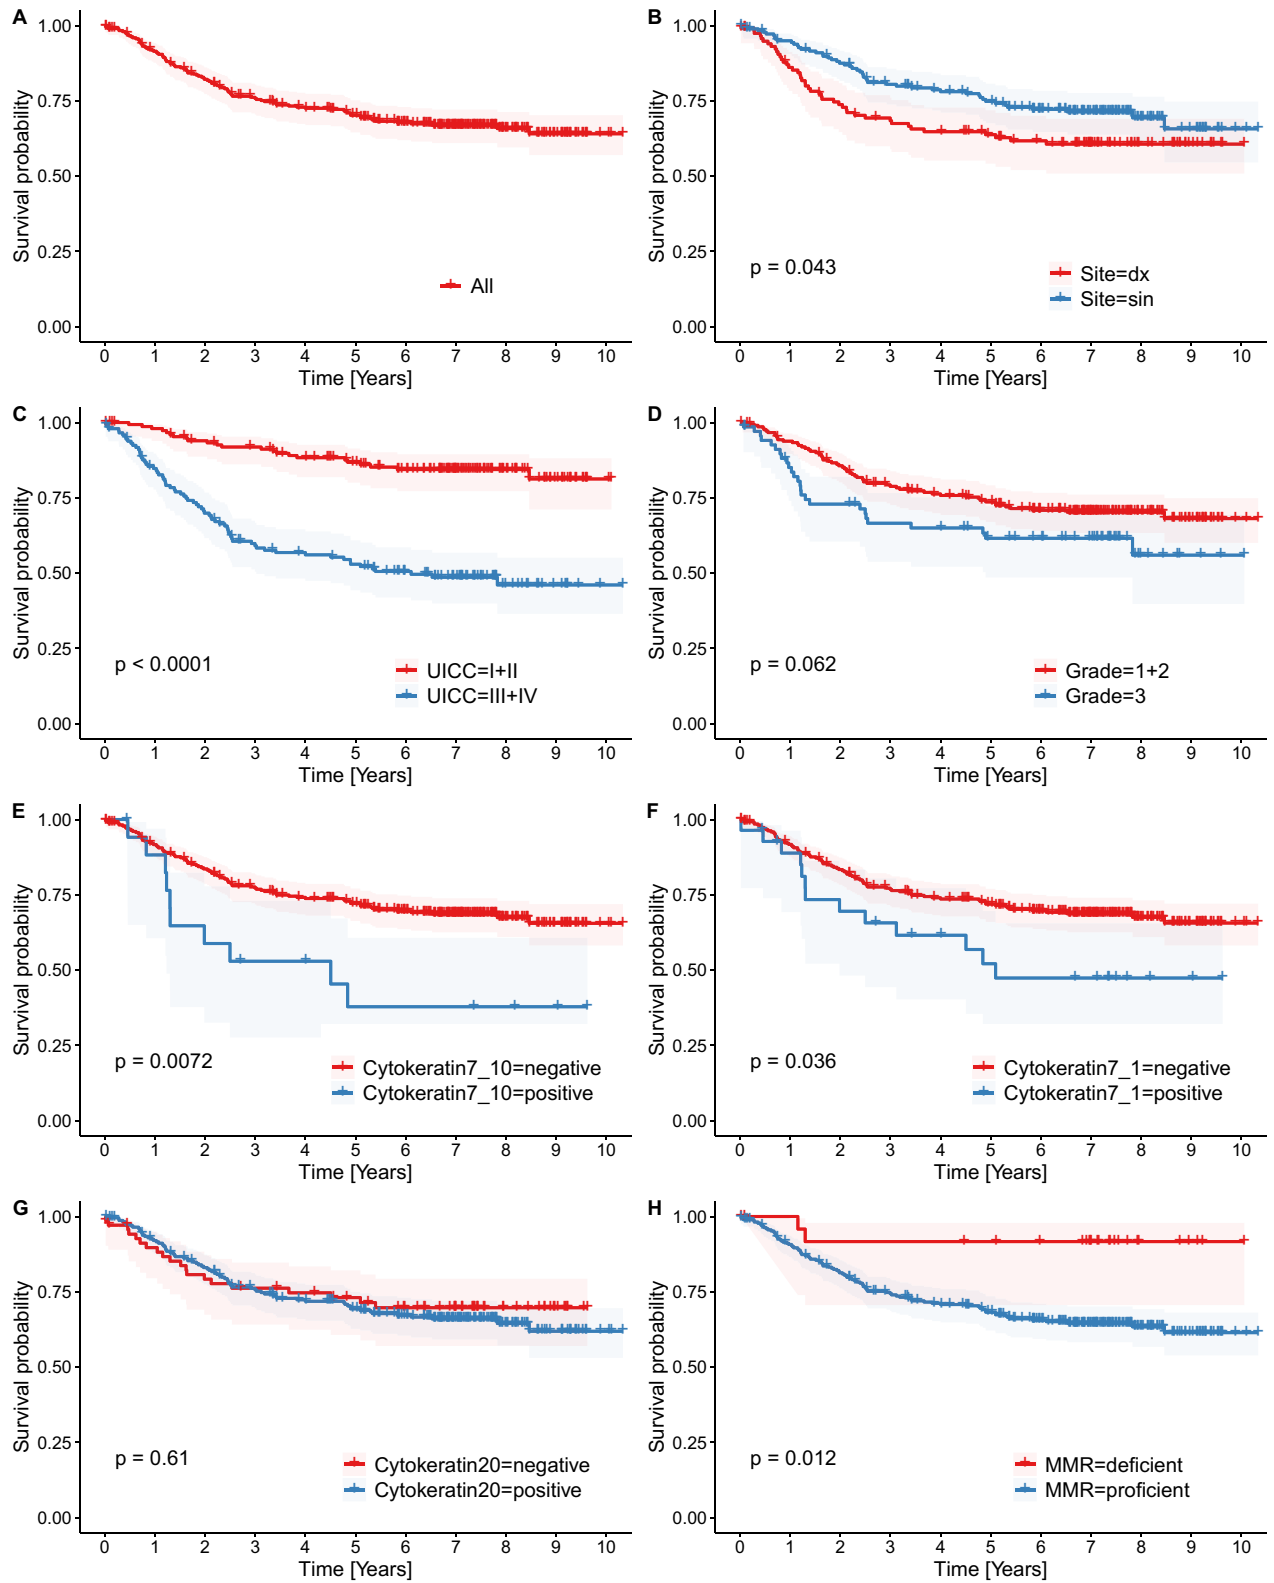 A
Survival probability
1.00
0.75
0.50
0.25
0.00
All
0 1 2 3 4 5 6 7 8 9 10
Time [Years]
B
Survival probability
1.00
0.75
0.50
0.25
0.00
p = 0.043
Site=dx
Site=sin
0 1 2 3 4 5 6 7 8 9 10
Time [Years]
C
Survival probability
1.00
0.75
0.50
0.25
0.00
p < 0.0001
UICC=I+II
UICC=III+IV
0 1 2 3 4 5 6 7 8 9 10
Time [Years]
D
Survival probability
1.00
0.75
0.50
0.25
0.00
p = 0.062
Grade=1+2
Grade=3
0 1 2 3 4 5 6 7 8 9 10
Time [Years]
E
Survival probability
1.00
0.75
0.50
0.25
0.00
p = 0.0072
Cytokeratin7_10=negative
Cytokeratin7_10=positive
0 1 2 3 4 5 6 7 8 9 10
Time [Years]
F
Survival probability
1.00
0.75
0.50
0.25
0.00
p = 0.036
Cytokeratin7_1=negative
Cytokeratin7_1=positive
0 1 2 3 4 5 6 7 8 9 10
Time [Years]
G
Survival probability
1.00
0.75
0.50
0.25
0.00
p = 0.61
Cytokeratin20=negative
Cytokeratin20=positive
0 1 2 3 4 5 6 7 8 9 10
Time [Years]
H
Survival probability
1.00
0.75
0.50
0.25
0.00
p = 0.012
MMR=deficient
MMR=proficient
0 1 2 3 4 5 6 7 8 9 10
Time [Years]